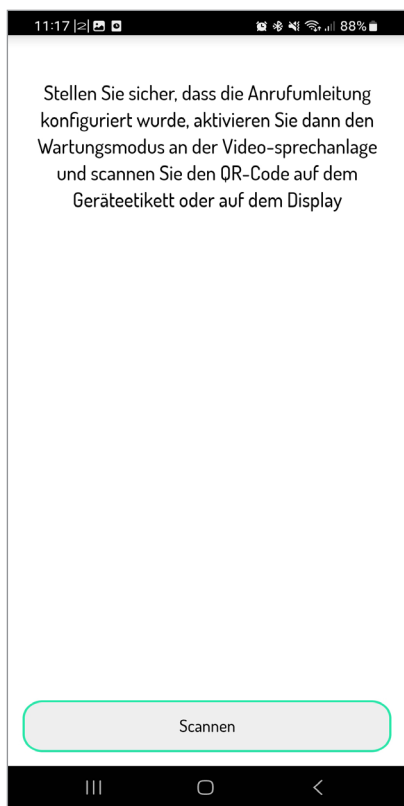 11:17 |2| 88%
Stellen Sie sicher, dass die Anrufumleitung
konfiguriert wurde, aktivieren Sie dann den
Wartungsmodus an der Video-sprechanlage
und scannen Sie den QR-Code auf dem
Geräteetikett oder auf dem Display
Scannen